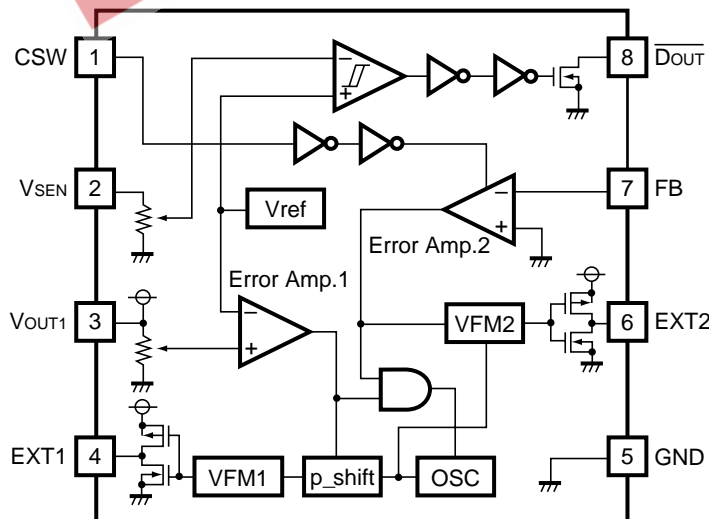 CSW 1
8 DOUT
VSEN 2
7 FB
Vref
Error Amp.2
Error Amp.1
VOUT1 3
VFM2
6 EXT2
EXT1 4
VFM1
p_shift
OSC
5 GND